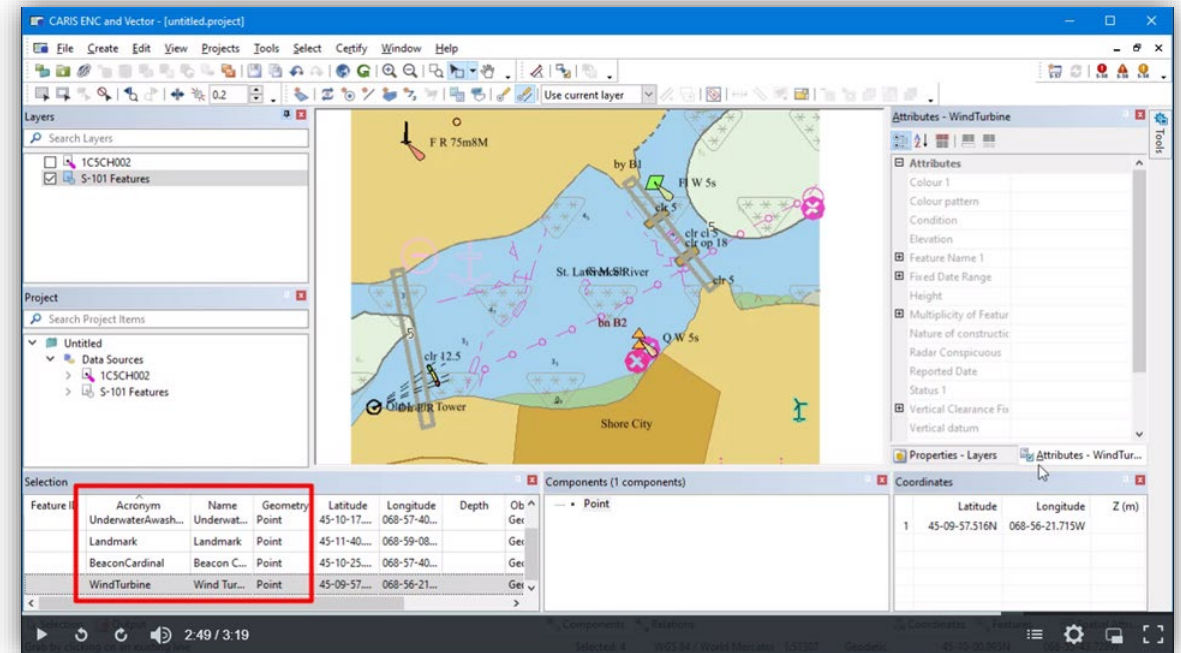 CARIS ENC and Vector - [untitled.project]
File Create Edit View Projects Tools Select Certify Window Help
0.2 Use current layer
Layers
Search Layers
1C5CH002
S-101 Features
Project
Search Project Items
Untitled
Data Sources
1C5CH002
S-101 Features
F R 75m8M
by B1
Fl W 5s
clr 5
5
clr cl 5
clr op 18
clr 5
St. River
bn B2
Q W 5s
5
clr 12.5
Tower
Shore City
Attributes - WindTurbine
Tools
Attributes
Colour 1
Colour pattern
Condition
Elevation
Feature Name 1
Fixed Date Range
Height
Multiplicity of Featur
Nature of constructic
Radar Conspicuous
Reported Date
Status 1
Vertical Clearance Fix
Vertical datum
Properties - Layers Attributes - WindTur...
Selection
Feature I Acronym Name Geometry Latitude Longitude Depth Ob
UnderwaterAwash... Underwat... Point 45-10-17.... 068-57-40... Geo
Landmark Landmark Point 45-11-40.... 068-59-08... Geo
BeaconCardinal Beacon C... Point 45-10-25.... 068-57-40... Geo
WindTurbine Wind Tur... Point 45-09-57.... 068-56-21... Geo
Components (1 components)
Point
Coordinates
Latitude Longitude Z (m)
1 45-09-57.516N 068-56-21.715W
2:49 / 3:19